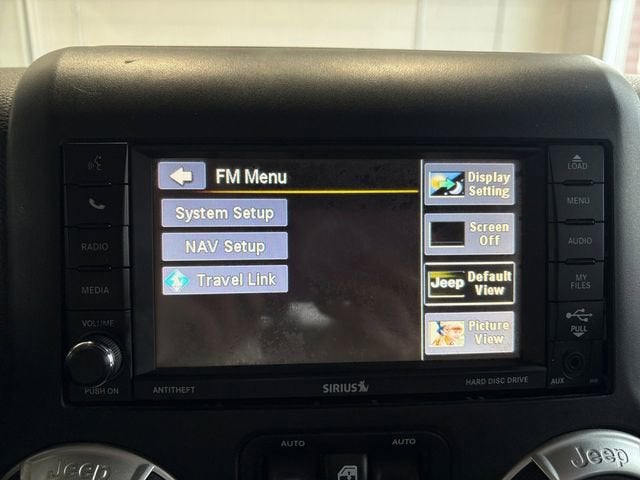 FM Menu
System Setup
NAV Setup
Travel Link
Display
Setting
Screen
Off
Jeep
Default
View
Picture
View
RADIO
MEDIA
VOLUME
PUSH ON
LOAD
MENU
AUDIO
MY
FILES
PULL
AUX
ANTITHEFT
SIRIUS
HARD DISC DRIVE
AUTO
AUTO
Jeep
Jeep